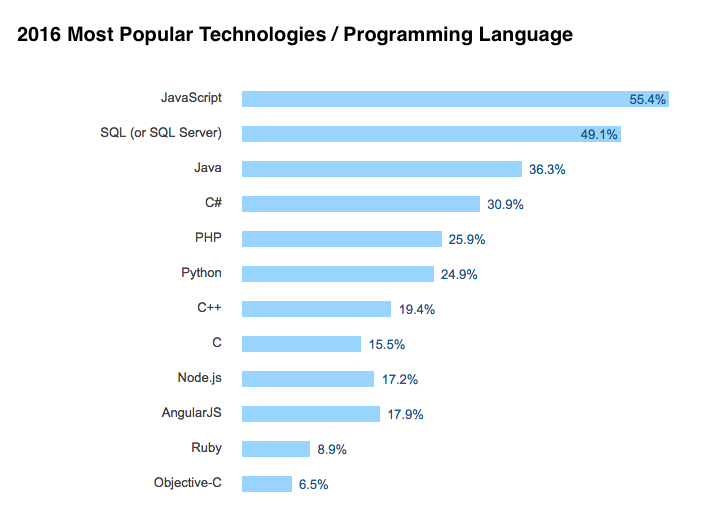 2016 Most Popular Technologies / Programming Language
JavaScript 55.4%
SQL (or SQL Server) 49.1%
Java 36.3%
C# 30.9%
PHP 25.9%
Python 24.9%
C++ 19.4%
C 15.5%
Node.js 17.2%
AngularJS 17.9%
Ruby 8.9%
Objective-C 6.5%